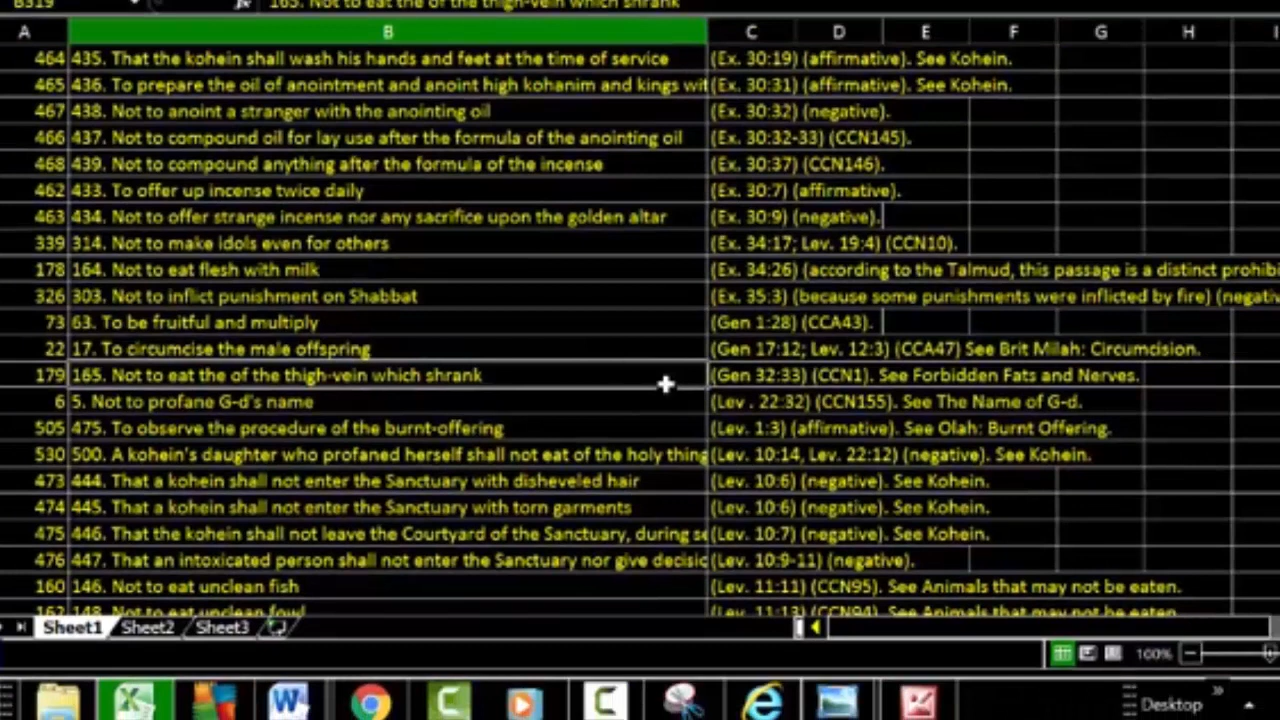 B319 165. Not to eat the of the thigh-vein which shrank
A B C D E F G H I
464 435. That the kohein shall wash his hands and feet at the time of service (Ex. 30:19) (affirmative). See Kohein.
465 436. To prepare the oil of anointment and anoint high kohanim and kings wit (Ex. 30:31) (affirmative). See Kohein.
467 438. Not to anoint a stranger with the anointing oil (Ex. 30:32) (negative).
466 437. Not to compound oil for lay use after the formula of the anointing oil (Ex. 30:32-33) (CCN145).
468 439. Not to compound anything after the formula of the incense (Ex. 30:37) (CCN146).
462 433. To offer up incense twice daily (Ex. 30:7) (affirmative).
463 434. Not to offer strange incense nor any sacrifice upon the golden altar (Ex. 30:9) (negative).
339 314. Not to make idols even for others (Ex. 34:17; Lev. 19:4) (CCN10).
178 164. Not to eat flesh with milk (Ex. 34:26) (according to the Talmud, this passage is a distinct prohibi
326 303. Not to inflict punishment on Shabbat (Ex. 35:3) (because some punishments were inflicted by fire) (negativ
73 63. To be fruitful and multiply (Gen 1:28) (CCA43).
22 17. To circumcise the male offspring (Gen 17:12; Lev. 12:3) (CCA47) See Brit Milah: Circumcision.
179 165. Not to eat the of the thigh-vein which shrank (Gen 32:33) (CCN1). See Forbidden Fats and Nerves.
6 5. Not to profane G-d's name (Lev . 22:32) (CCN155). See The Name of G-d.
505 475. To observe the procedure of the burnt-offering (Lev. 1:3) (affirmative). See Olah: Burnt Offering.
530 500. A kohein's daughter who profaned herself shall not eat of the holy thing (Lev. 10:14, Lev. 22:12) (negative). See Kohein.
473 444. That a kohein shall not enter the Sanctuary with disheveled hair (Lev. 10:6) (negative). See Kohein.
474 445. That a kohein shall not enter the Sanctuary with torn garments (Lev. 10:6) (negative). See Kohein.
475 446. That the kohein shall not leave the Courtyard of the Sanctuary, during se (Lev. 10:7) (negative). See Kohein.
476 447. That an intoxicated person shall not enter the Sanctuary nor give decisic (Lev. 10:9-11) (negative).
160 146. Not to eat unclean fish (Lev. 11:11) (CCN95). See Animals that may not be eaten.
162 148. Not to eat unclean fowl (Lev. 11:13) (CCN94). See Animals that may not be eaten.
Sheet1 Sheet2 Sheet3
100%
Desktop